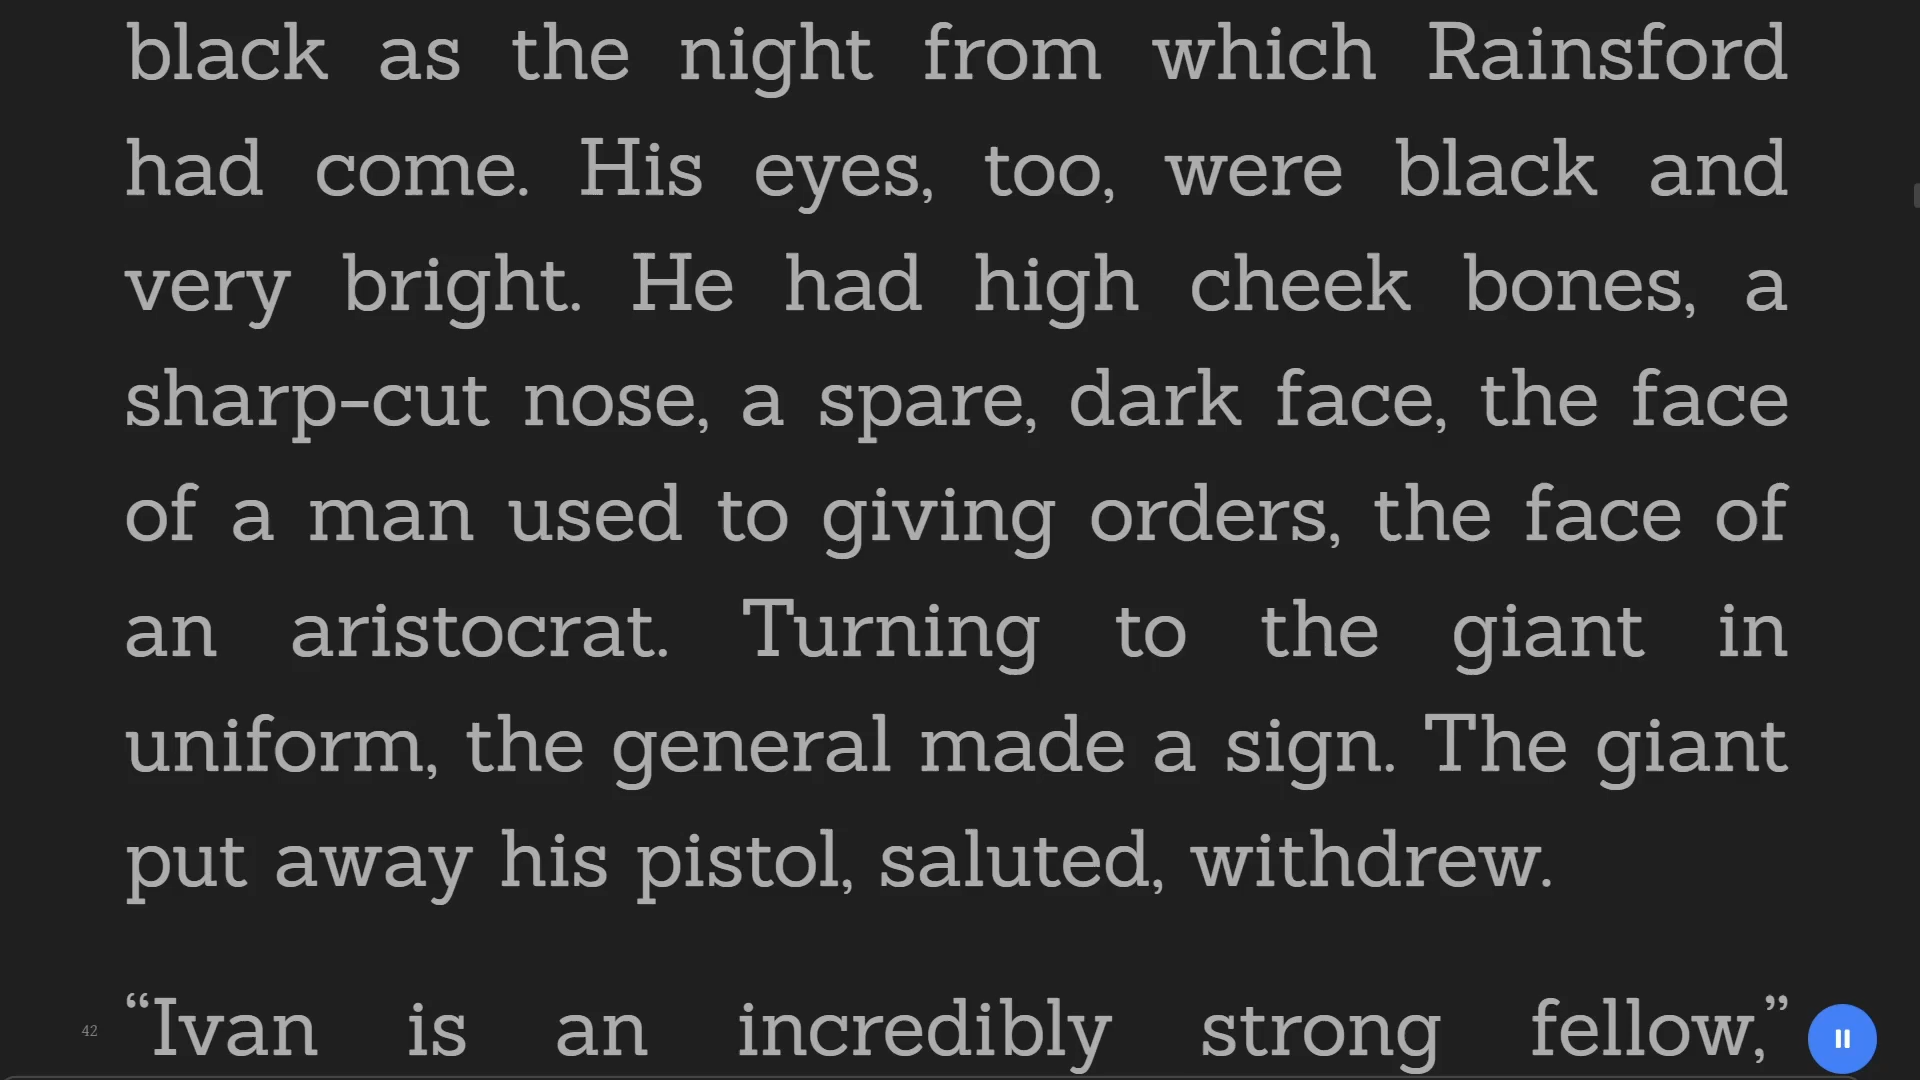 black as the night from which Rainsford
had come. His eyes, too, were black and
very bright. He had high cheek bones, a
sharp-cut nose, a spare, dark face, the face
of a man used to giving orders, the face of
an aristocrat. Turning to the giant in
uniform, the general made a sign. The giant
put away his pistol, saluted, withdrew.
42
“Ivan is an incredibly strong fellow,”